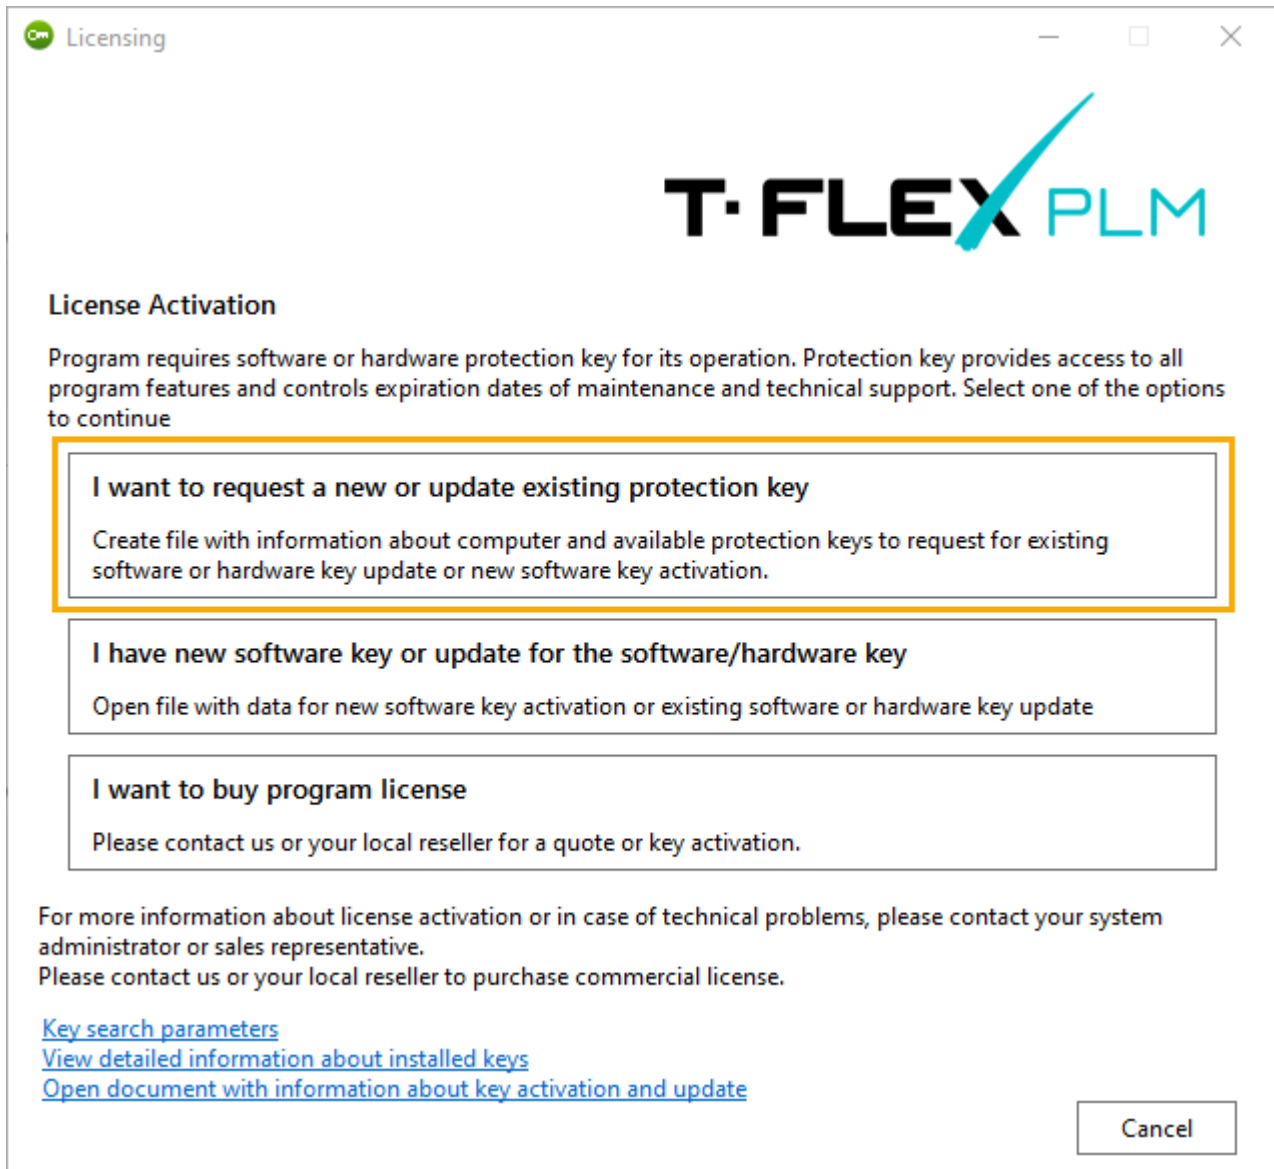 Licensing
T-FLEX PLM
License Activation
Program requires software or hardware protection key for its operation. Protection key provides access to all
program features and controls expiration dates of maintenance and technical support. Select one of the options
to continue
I want to request a new or update existing protection key
Create file with information about computer and available protection keys to request for existing
software or hardware key update or new software key activation.
I have new software key or update for the software/hardware key
Open file with data for new software key activation or existing software or hardware key update
I want to buy program license
Please contact us or your local reseller for a quote or key activation.
For more information about license activation or in case of technical problems, please contact your system
administrator or sales representative.
Please contact us or your local reseller to purchase commercial license.
Key search parameters
View detailed information about installed keys
Open document with information about key activation and update
Cancel